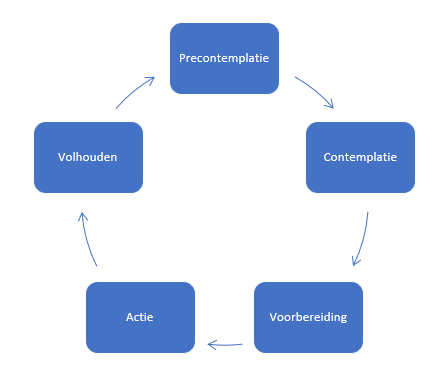 Precontemplatie
Contemplatie
Voorbereiding
Actie
Volhouden